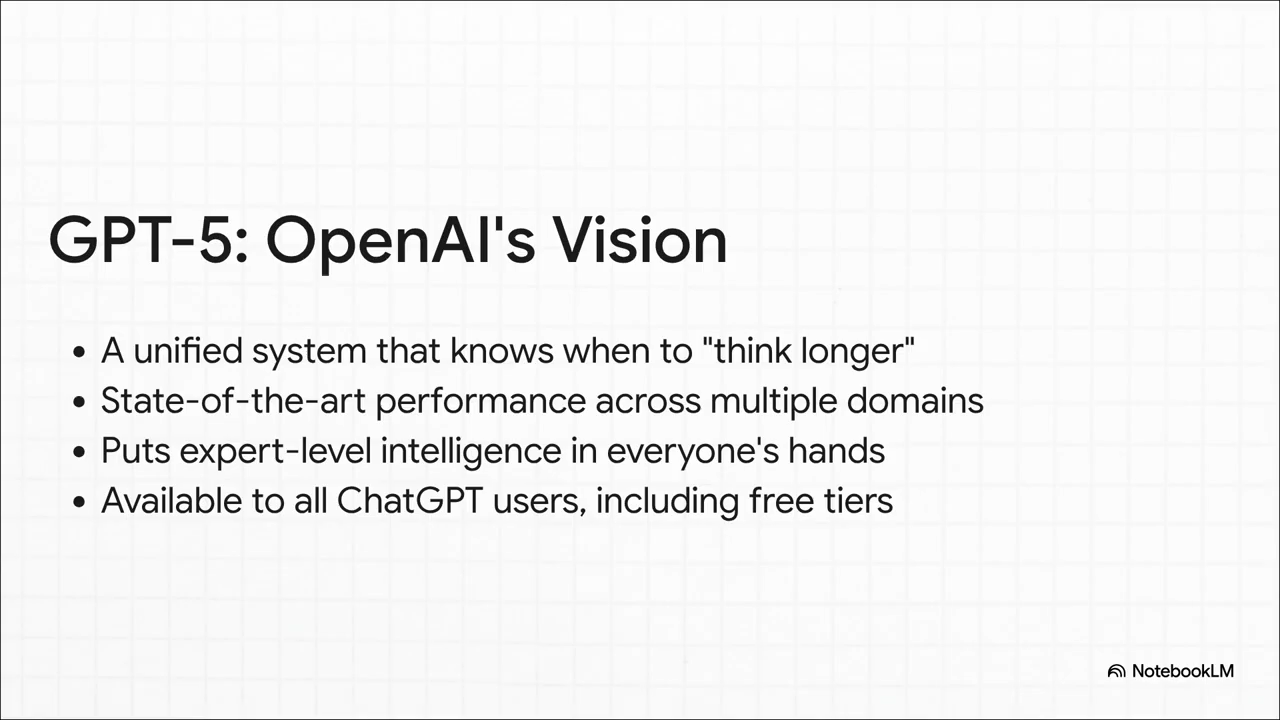 GPT-5: OpenAI's Vision
• A unified system that knows when to "think longer"
• State-of-the-art performance across multiple domains
• Puts expert-level intelligence in everyone's hands
• Available to all ChatGPT users, including free tiers
NotebookLM